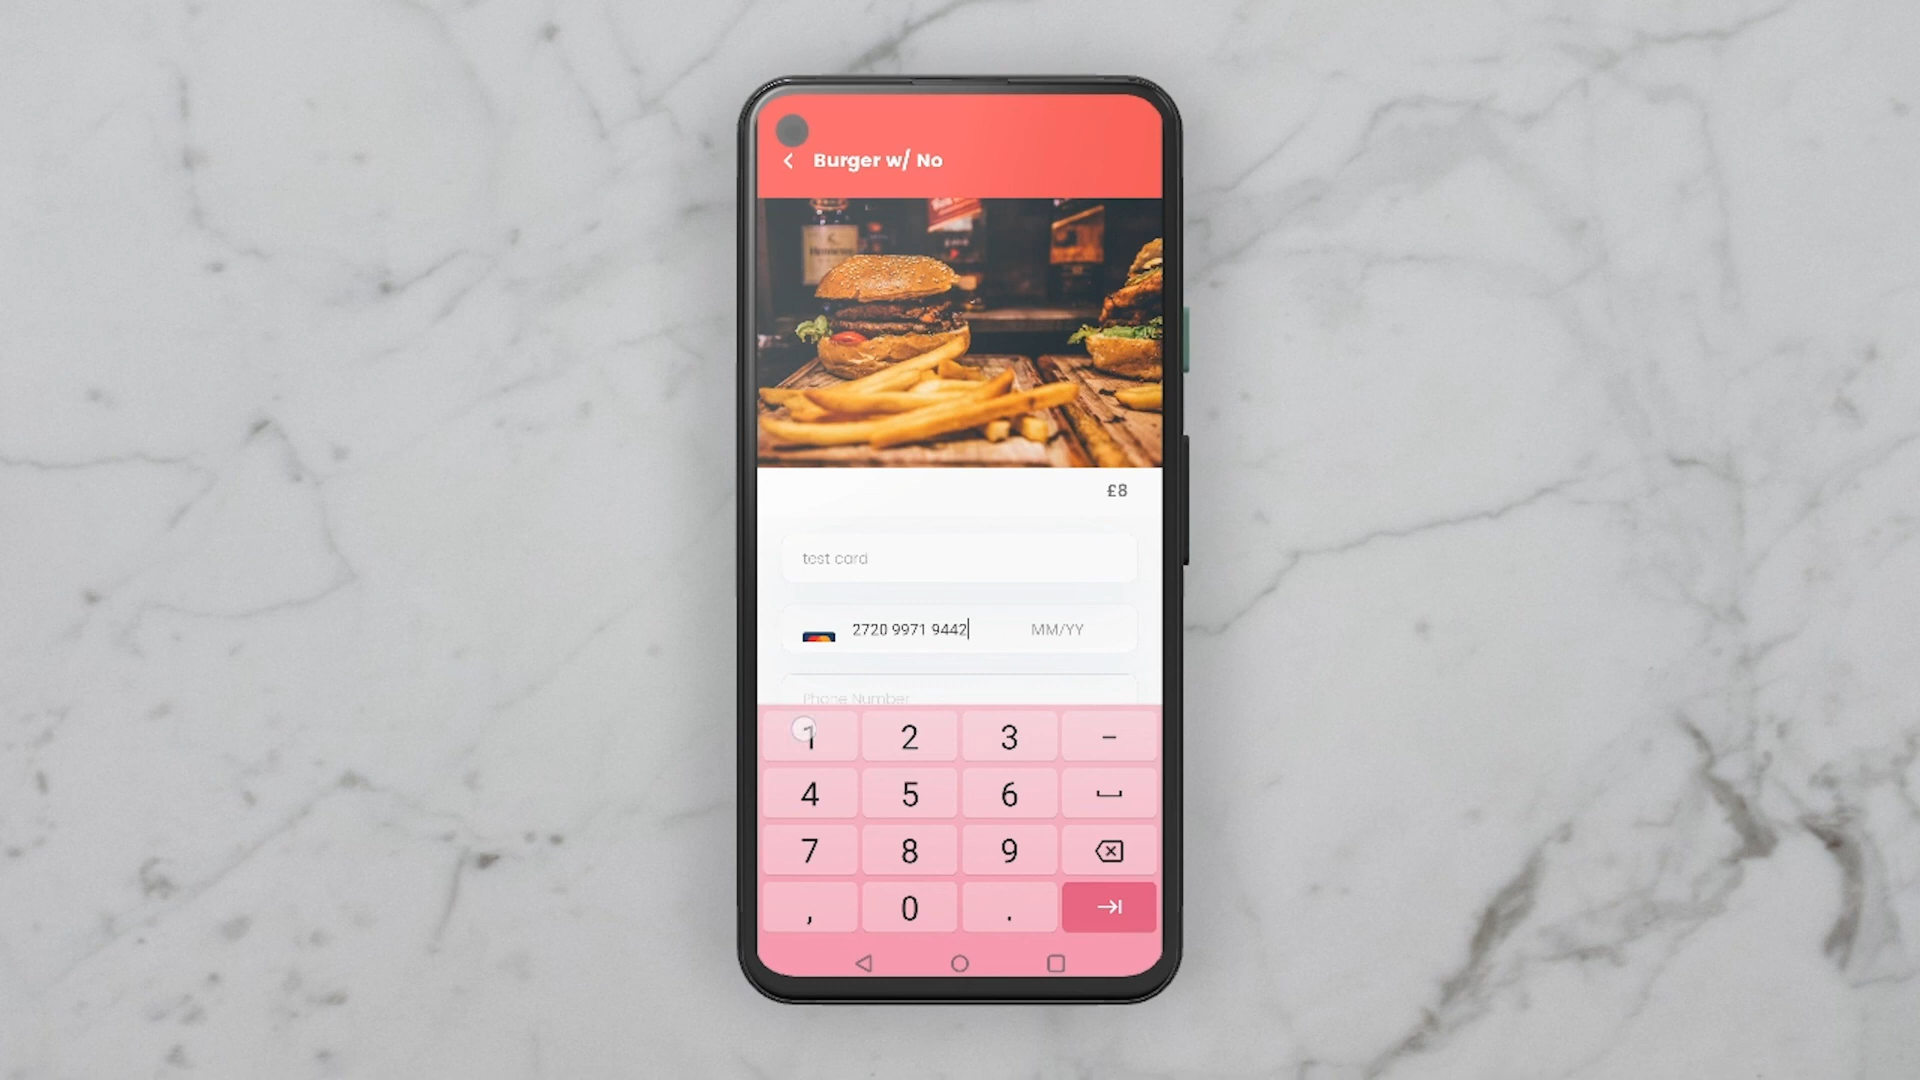 Burger w/ No
Hennessy
£8
test card
2720 9971 9442 MM/YY
Phone Number
1 2 3 –
4 5 6
7 8 9
, 0 .